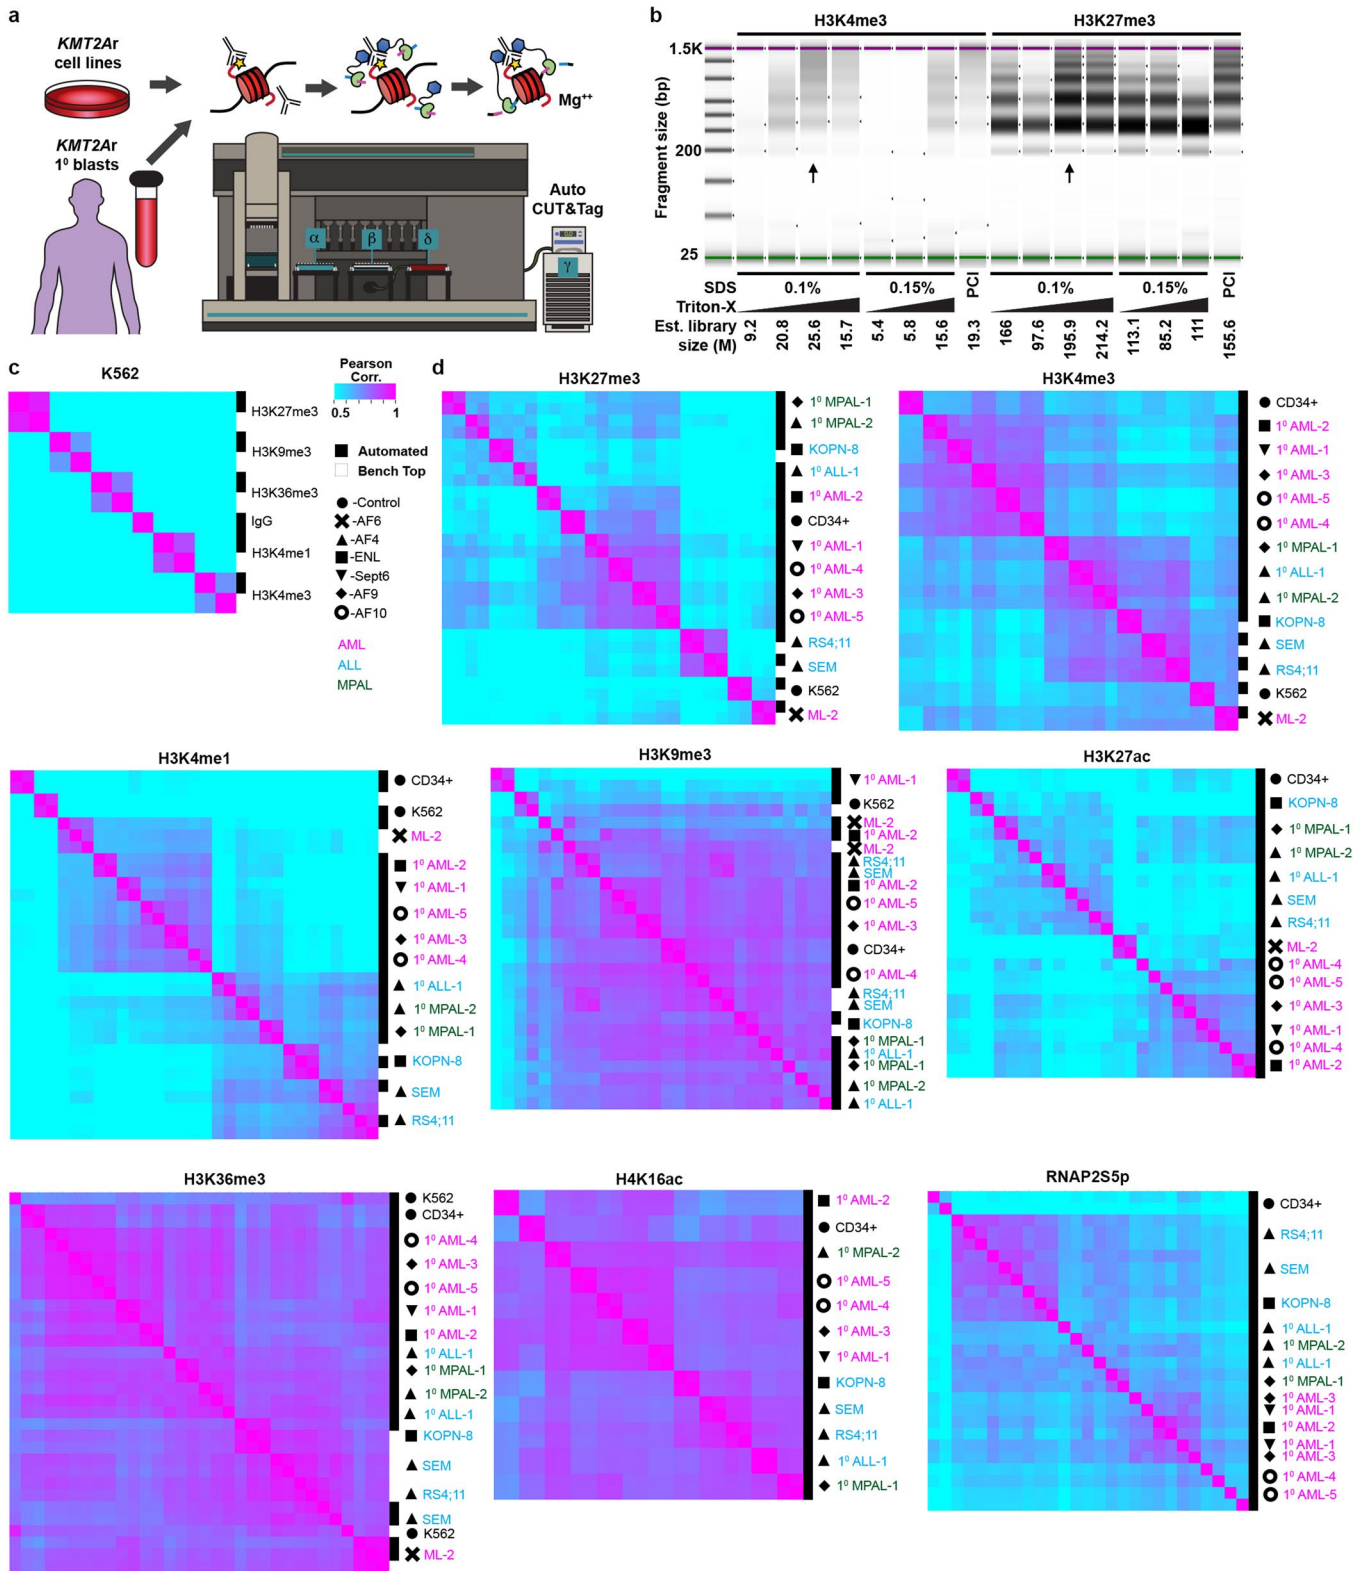 a
KMT2Ar
cell lines
KMT2Ar
1⁰ blasts
Mg⁺⁺
Auto
CUT&Tag
α
β
δ
γ
b
H3K4me3
H3K27me3
Fragment size (bp)
1.5K
200
25
SDS
0.1%
0.15%
PCI
0.1%
0.15%
PCI
Triton-X
Est. library
size (M)
9.2
20.8
25.6
15.7
5.4
5.8
15.6
19.3
166
97.6
195.9
214.2
113.1
85.2
111
155.6
c
K562
H3K27me3
H3K9me3
H3K36me3
IgG
H3K4me1
H3K4me3
Pearson
Corr.
0.5
1
Automated
Bench Top
-Control
-AF6
-AF4
-ENL
-Sept6
-AF9
-AF10
AML
ALL
MPAL
d
H3K27me3
1⁰ MPAL-1
1⁰ MPAL-2
KOPN-8
1⁰ ALL-1
1⁰ AML-2
CD34+
1⁰ AML-1
1⁰ AML-4
1⁰ AML-3
1⁰ AML-5
RS4;11
SEM
K562
ML-2
H3K4me3
CD34+
1⁰ AML-2
1⁰ AML-1
1⁰ AML-3
1⁰ AML-5
1⁰ AML-4
1⁰ MPAL-1
1⁰ ALL-1
1⁰ MPAL-2
KOPN-8
SEM
RS4;11
K562
ML-2
H3K4me1
CD34+
K562
ML-2
1⁰ AML-2
1⁰ AML-1
1⁰ AML-5
1⁰ AML-3
1⁰ AML-4
1⁰ ALL-1
1⁰ MPAL-2
1⁰ MPAL-1
KOPN-8
SEM
RS4;11
H3K9me3
1⁰ AML-1
K562
ML-2
1⁰ AML-2
ML-2
RS4;11
SEM
1⁰ AML-2
1⁰ AML-5
1⁰ AML-3
CD34+
1⁰ AML-4
RS4;11
SEM
KOPN-8
1⁰ MPAL-1
1⁰ ALL-1
1⁰ MPAL-1
1⁰ MPAL-2
1⁰ ALL-1
H3K27ac
CD34+
KOPN-8
1⁰ MPAL-1
1⁰ MPAL-2
1⁰ ALL-1
SEM
RS4;11
ML-2
1⁰ AML-4
1⁰ AML-5
1⁰ AML-3
1⁰ AML-1
1⁰ AML-4
1⁰ AML-2
H3K36me3
K562
CD34+
1⁰ AML-4
1⁰ AML-3
1⁰ AML-5
1⁰ AML-1
1⁰ AML-2
1⁰ ALL-1
1⁰ MPAL-1
1⁰ MPAL-2
1⁰ ALL-1
KOPN-8
SEM
RS4;11
SEM
K562
ML-2
H4K16ac
1⁰ AML-2
CD34+
1⁰ MPAL-2
1⁰ AML-5
1⁰ AML-4
1⁰ AML-3
1⁰ AML-1
KOPN-8
SEM
RS4;11
1⁰ ALL-1
1⁰ MPAL-1
RNAP2S5p
CD34+
RS4;11
SEM
KOPN-8
1⁰ ALL-1
1⁰ MPAL-2
1⁰ ALL-1
1⁰ MPAL-1
1⁰ AML-3
1⁰ AML-1
1⁰ AML-2
1⁰ AML-1
1⁰ AML-3
1⁰ AML-4
1⁰ AML-5